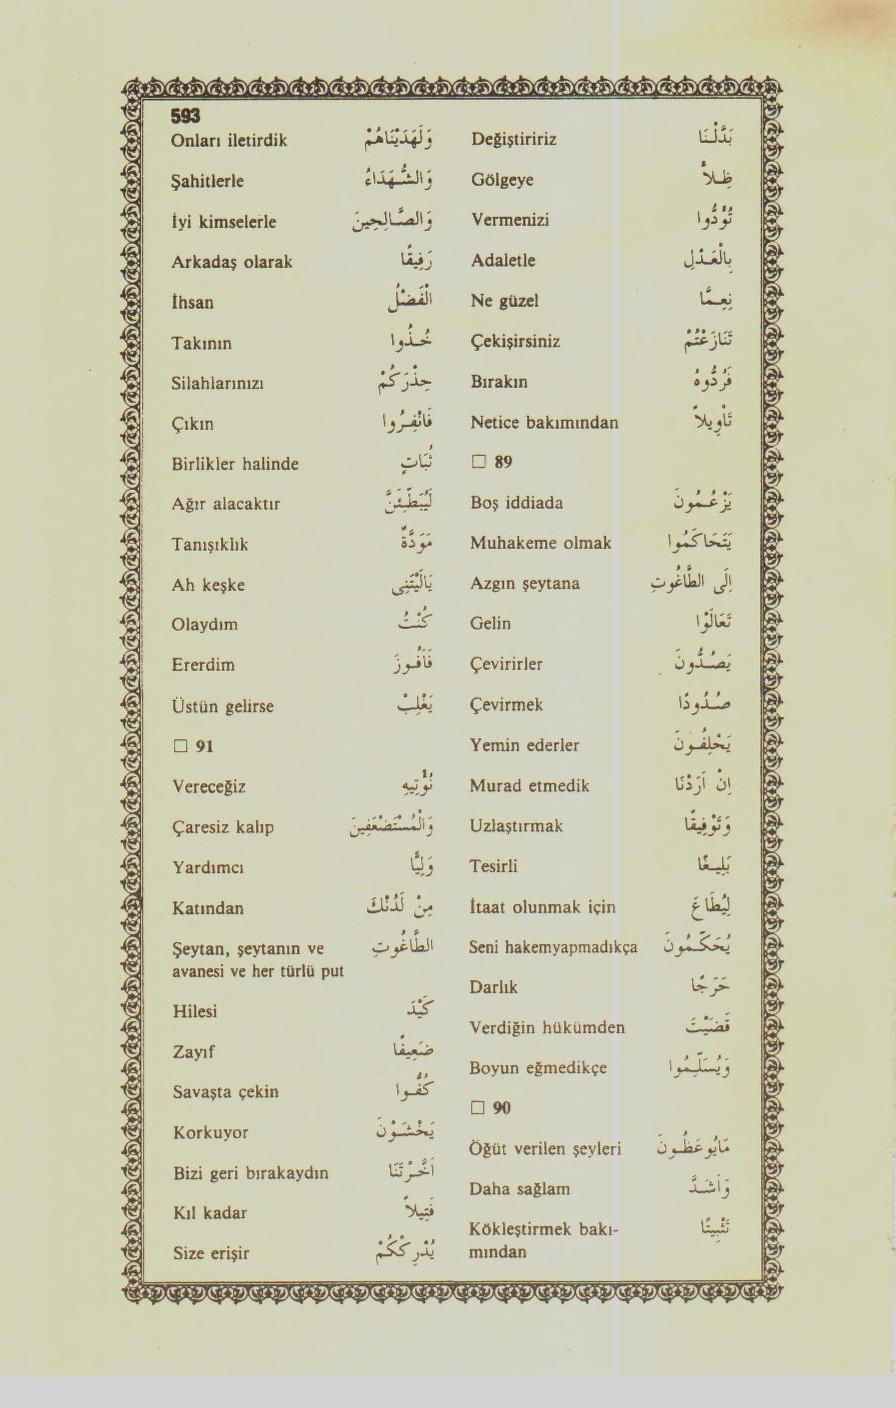 593
Değiştiririz بَدَّلْنَا
Gölgeye ظِلاًّ
Vermenizi تُؤَدُّوا
Adaletle بِالْعَدْلِ
Ne güzel نِعِمَّا
Çekişirsiniz تَنَازَعْتُمْ
Bırakın فَرُدُّوهُ
Netice bakımından تَأْوِيلاً
□ 89
Boş iddiada يَزْعُمُونَ
Muhakeme olmak يَتَحَاكَمُوا
Azgın şeytana اِلَى الطَّاغُوتِ
Gelin تَعَالَوْا
Çevirirler يَصُدُّونَ
Çevirmek صُدُودًا
Yemin ederler يَحْلِفُونَ
Murad etmedik اِنْ اَرَدْنَا
Uzlaştırmak وَتَوْفِيقًا
Tesirli بَلِيغًا
İtaat olunmak için لِيُطَاعَ
Seni hakemyapmadıkça يُحَكِّمُونَ
Darlık حَرَجًا
Verdiğin hükümden قَضَيْتَ
Boyun eğmedikçe وَيُسَلِّمُوا
□ 90
Öğüt verilen şeyleri مَايُوعَظُونَ
Daha sağlam وَاَشَدَّ
Kökleştirmek bakı- تَثْبِيتًا
mından
Onları iletirdik وَلَهَدَيْنَاهُمْ
Şahitlerle وَالشُّهَدَاءُ
İyi kimselerle وَالصَّالِحِينَ
Arkadaş olarak رَفِيقًا
İhsan الْفَضْلُ
Takının خُذُوا
Silahlarınızı حِذْرَكُمْ
Çıkın فَانْفِرُوا
Birlikler halinde ثُبَاتٍ
Ağır alacaktır لَيُبَطِّئَنَّ
Tanışıklık مَوَدَّةٌ
Ah keşke يَالَيْتَنِى
Olaydım كُنْتُ
Ererdim فَاَفُوزَ
Üstün gelirse يَغْلِبْ
□ 91
Vereceğiz نُؤْتِيهِ
Çaresiz kalıp وَالْمُسْتَضْعَفِينَ
Yardımcı وَلِيًّا
Katından مِنْ لَدُنْكَ
Şeytan, şeytanın ve الطَّاغُوتِ
avanesi ve her türlü put
Hilesi كَيْدَ
Zayıf ضَعِيفًا
Savaşta çekin كُفُّوا
Korkuyor يَخْشَوْنَ
Bizi geri bırakaydın اَخَّرْتَنَا
Kıl kadar فَتِيلاً
Size erişir يُدْرِكْكُمْ